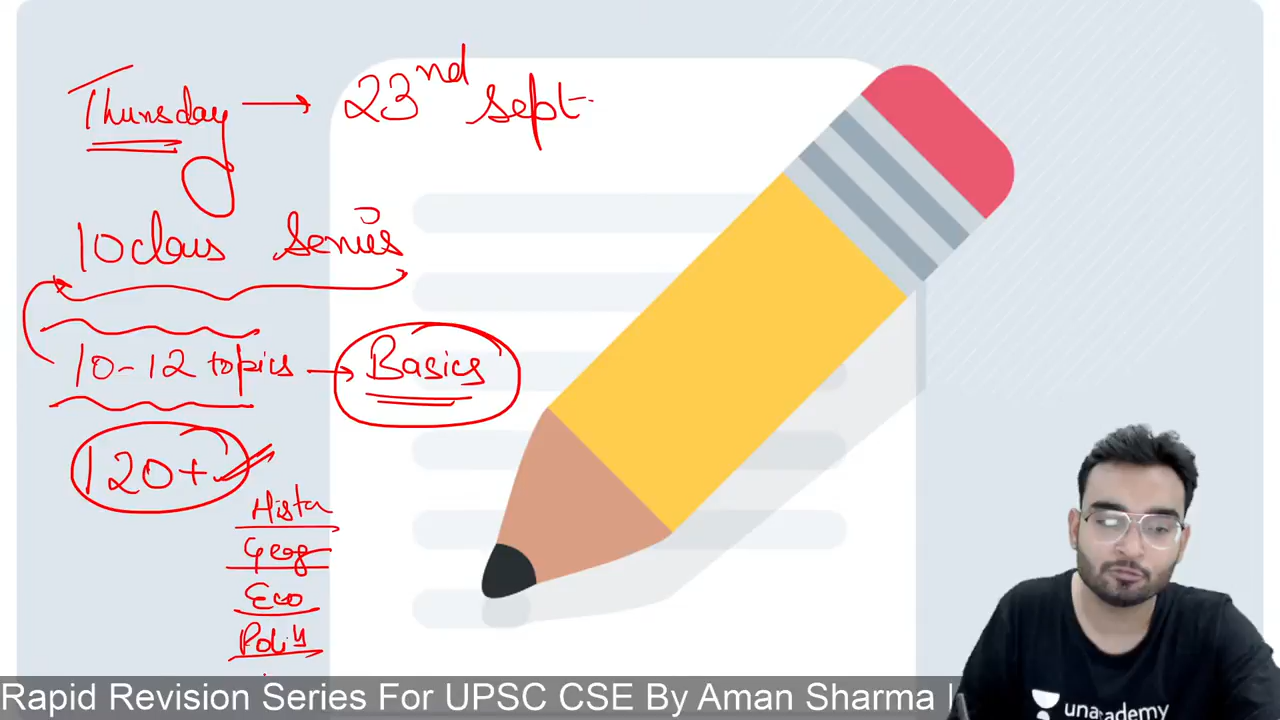 Thursday → 23nd Sept.
10 class series
10-12 topics → Basics
120+
Histo
Geog
Eco
Polity
Rapid Revision Series For UPSC CSE By Aman Sharma |
unacademy